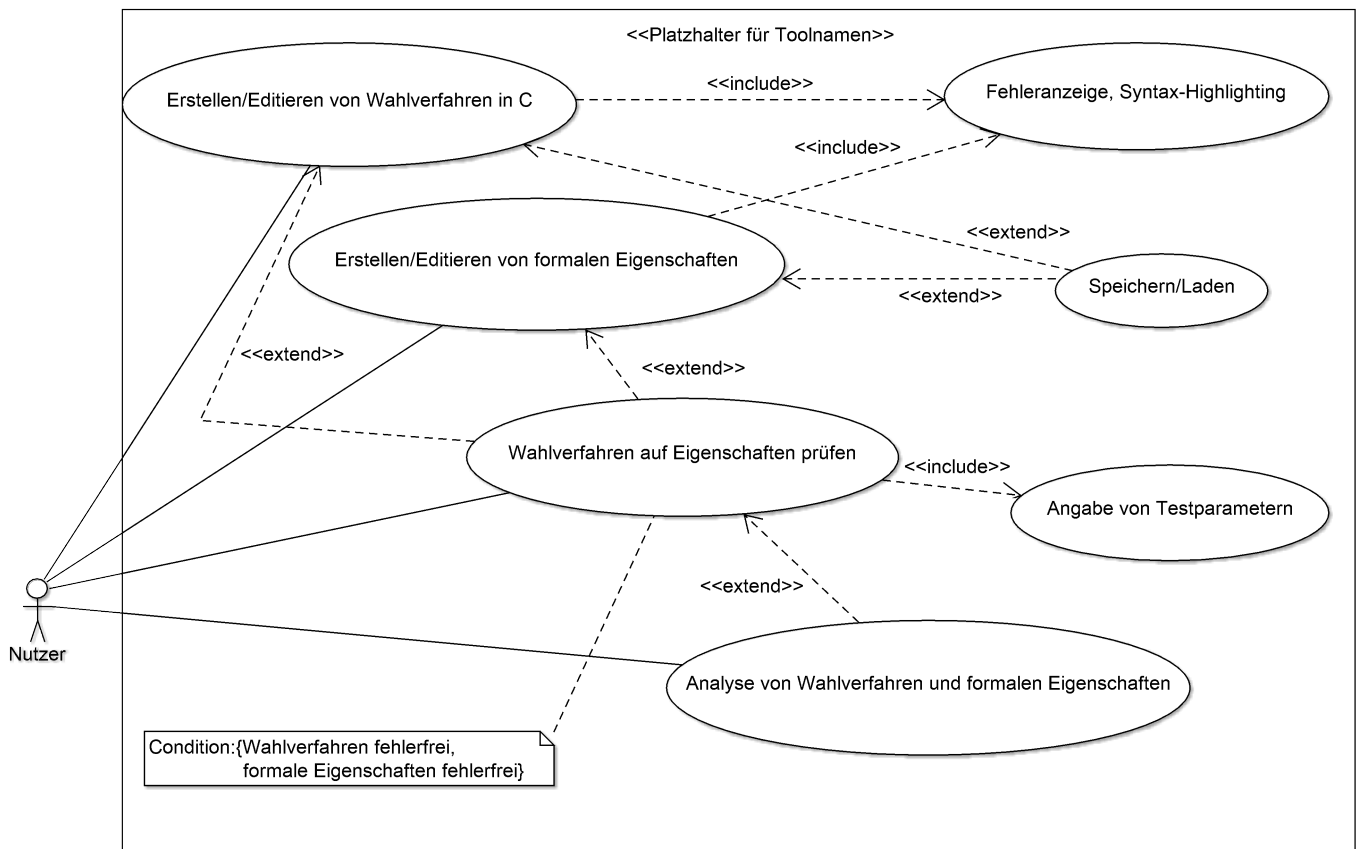 <<Platzhalter für Toolnamen>>
<<include>>
Erstellen/Editieren von Wahlverfahren in C
Fehleranzeige, Syntax-Highlighting
<<include>>
<<extend>>
Erstellen/Editieren von formalen Eigenschaften
Speichern/Laden
<<extend>>
<<extend>>
<<extend>>
Wahlverfahren auf Eigenschaften prüfen
<<include>>
Angabe von Testparametern
<<extend>>
Nutzer
Analyse von Wahlverfahren und formalen Eigenschaften
Condition:{Wahlverfahren fehlerfrei,
formale Eigenschaften fehlerfrei}